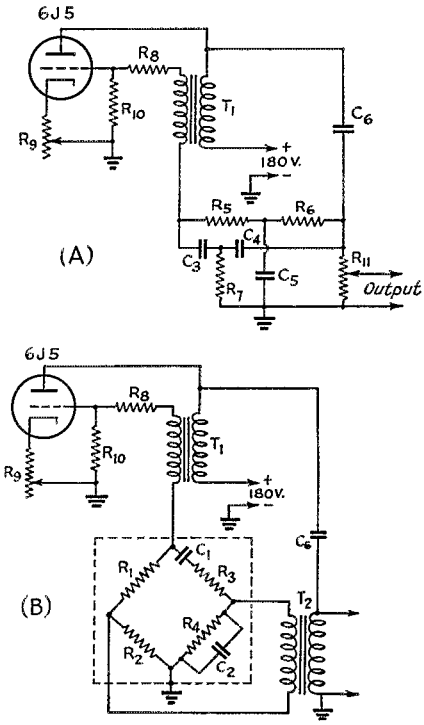 6J5
R8
R10
R9
T1
C6
+
180V.
-
R5
R6
(A)
C3
C4
R7
C5
R11
Output
6J5
R8
R10
R9
T1
+
180V.
-
C6
R1
C1
R3
T2
(B)
R2
R4
C2